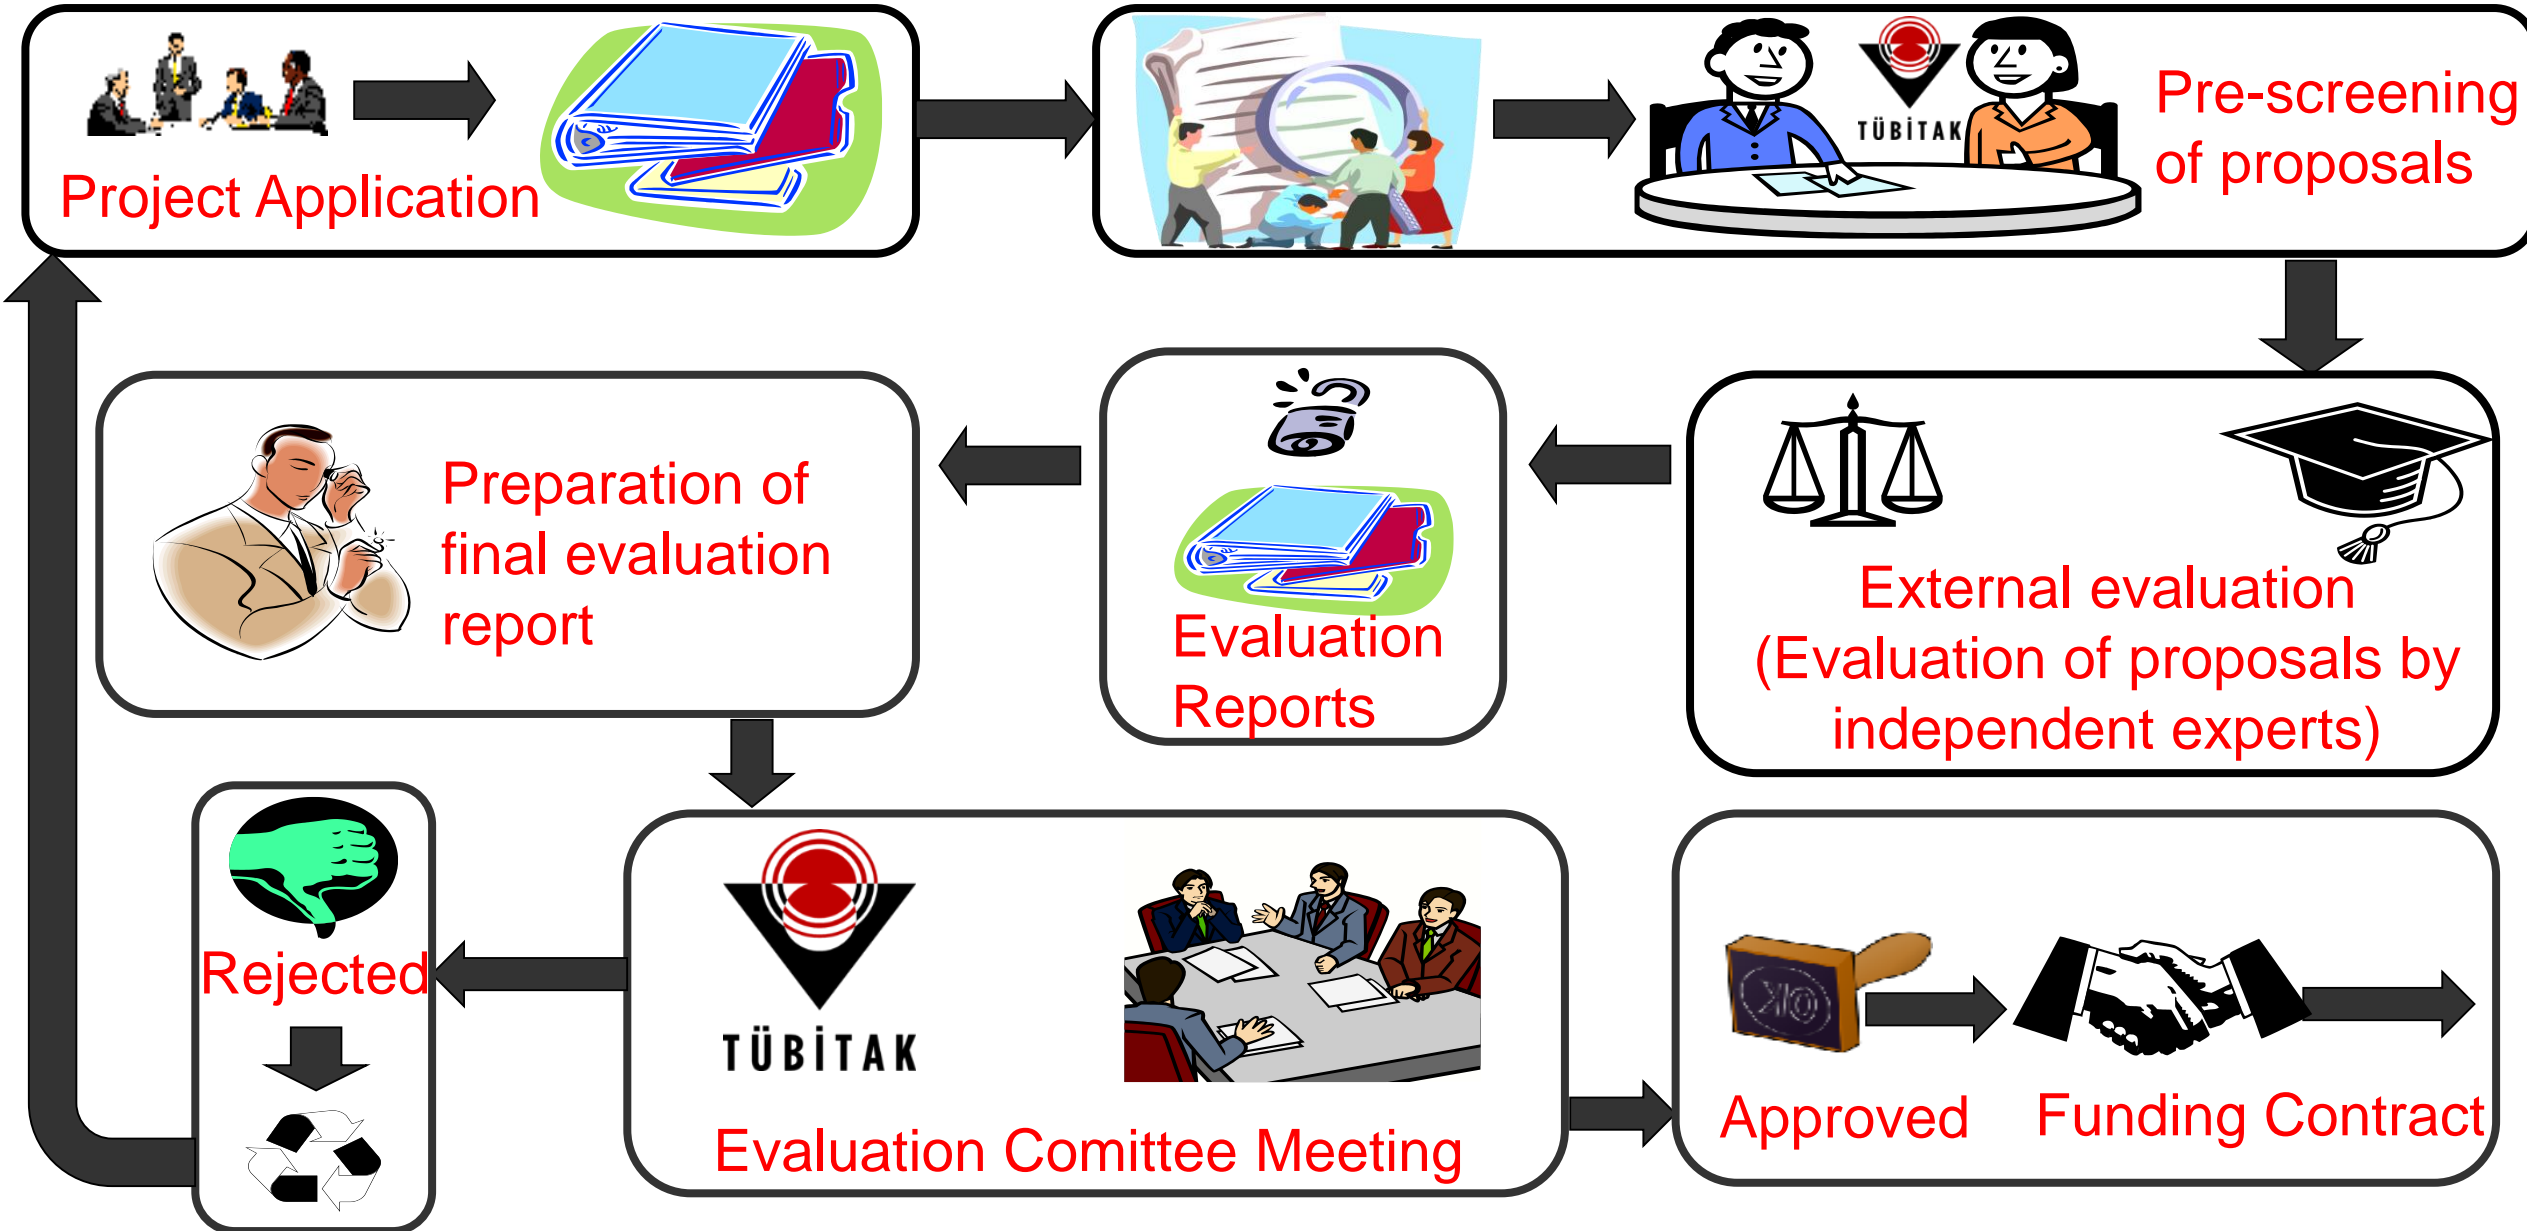 Project Application
TÜBİTAK
Pre-screening
of proposals
Preparation of
final evaluation
report
Evaluation
Reports
External evaluation
(Evaluation of proposals by
independent experts)
Rejected
TÜBİTAK
Evaluation Comittee Meeting
OK
Approved
Funding Contract